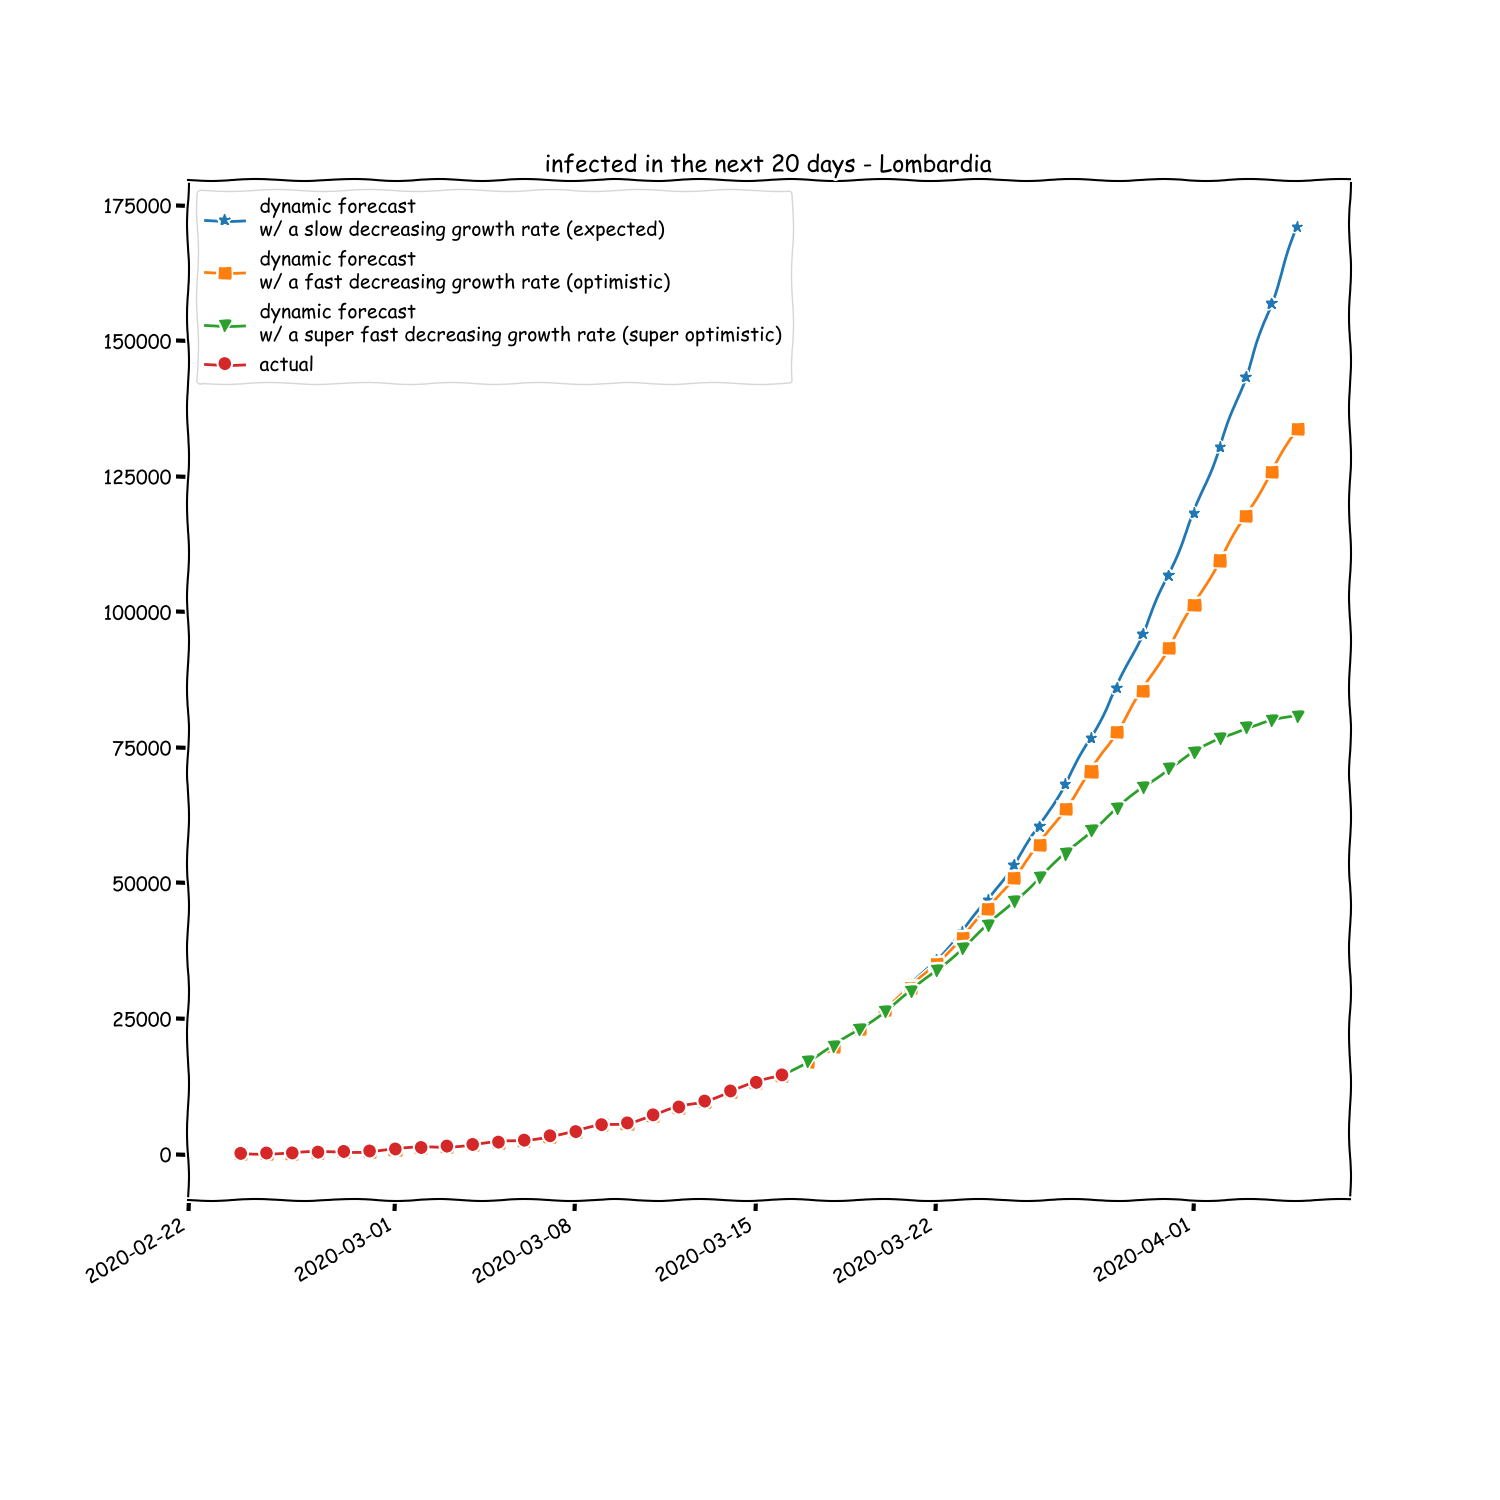 infected in the next 20 days - Lombardia
175000
150000
125000
100000
75000
50000
25000
0
dynamic forecast
w/ a slow decreasing growth rate (expected)
dynamic forecast
w/ a fast decreasing growth rate (optimistic)
dynamic forecast
w/ a super fast decreasing growth rate (super optimistic)
actual
2020-02-22
2020-03-01
2020-03-08
2020-03-15
2020-03-22
2020-04-01